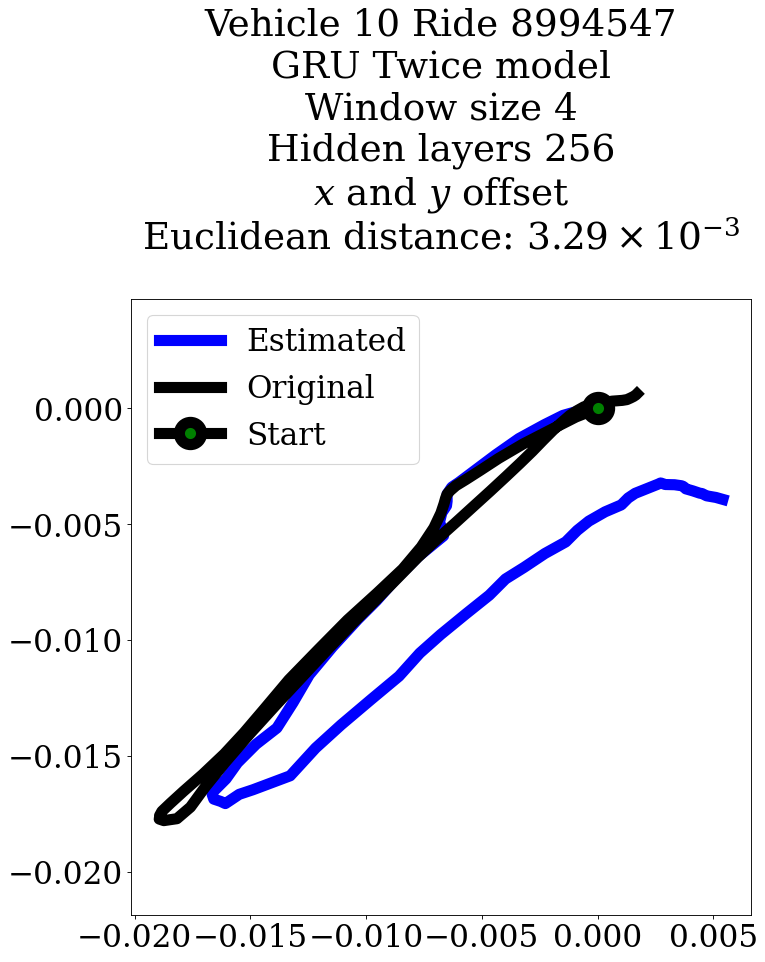 Vehicle 10 Ride 8994547
GRU Twice model
Window size 4
Hidden layers 256
x and y offset
Euclidean distance: 3.29 × 10⁻³
Estimated
Original
Start
0.000
−0.005
−0.010
−0.015
−0.020
−0.020 −0.015 −0.010 −0.005 0.000 0.005